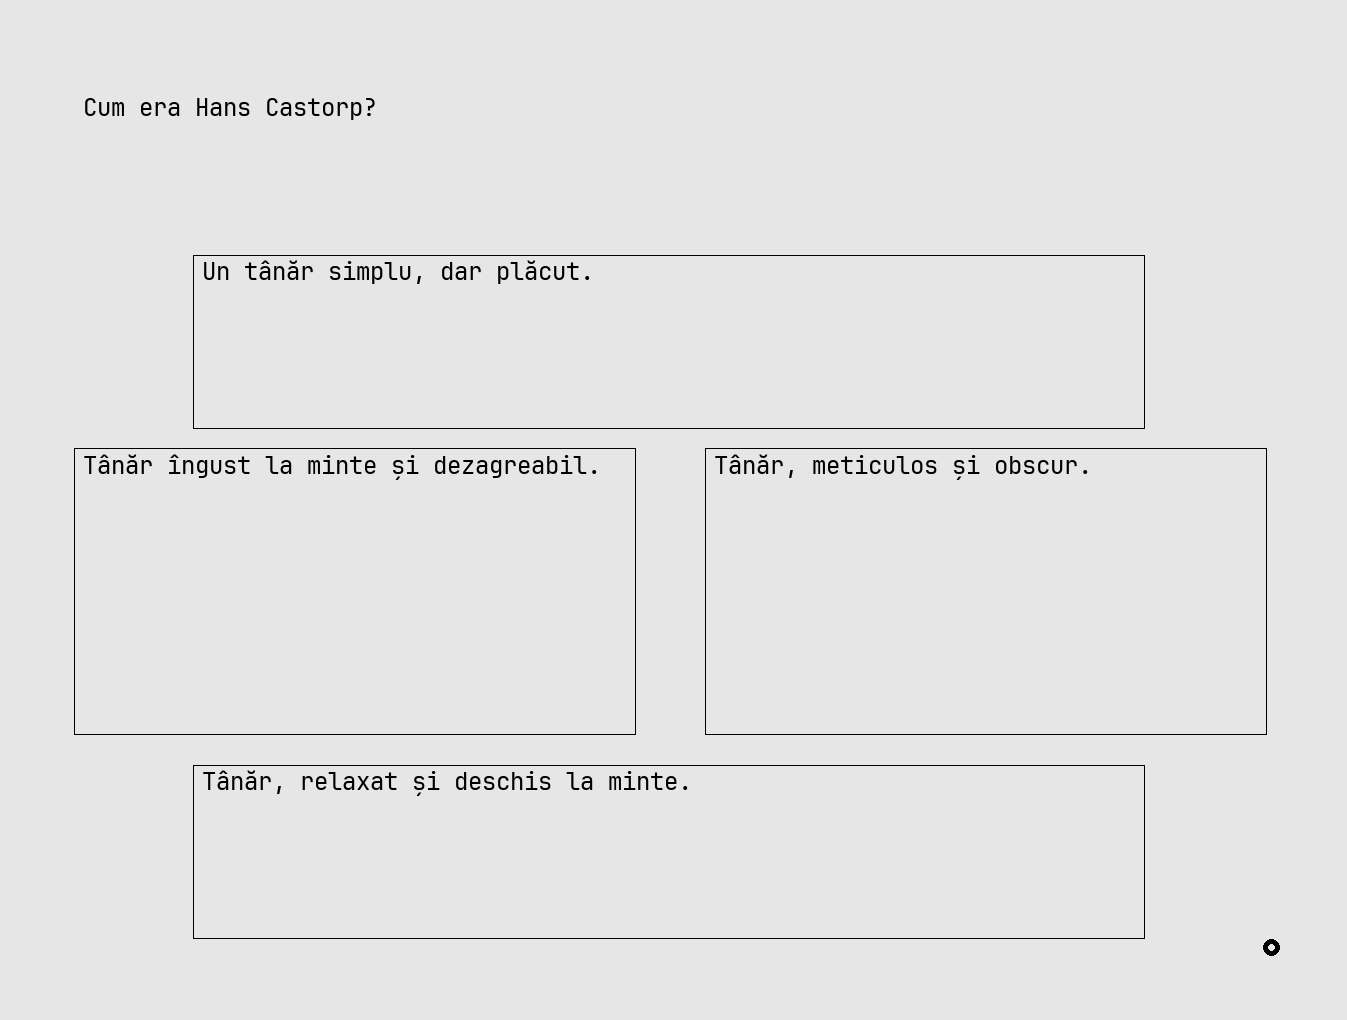 Cum era Hans Castorp?
Un tânăr simplu, dar plăcut.
Tânăr îngust la minte și dezagreabil.
Tânăr, meticulos și obscur.
Tânăr, relaxat și deschis la minte.